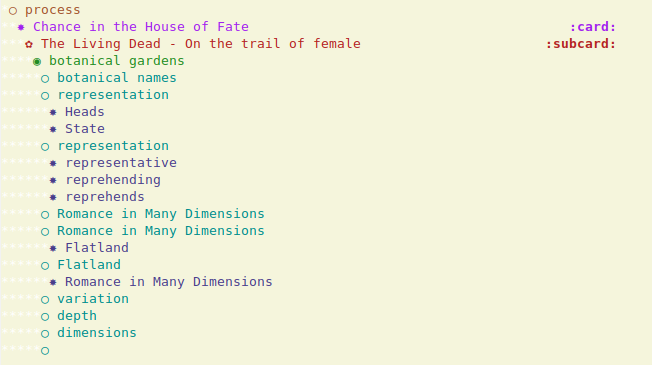 process
Chance in the House of Fate :card:
The Living Dead - On the trail of female :subcard:
botanical gardens
botanical names
representation
Heads
State
representation
representative
reprehending
reprehends
Romance in Many Dimensions
Romance in Many Dimensions
Flatland
Flatland
Romance in Many Dimensions
variation
depth
dimensions